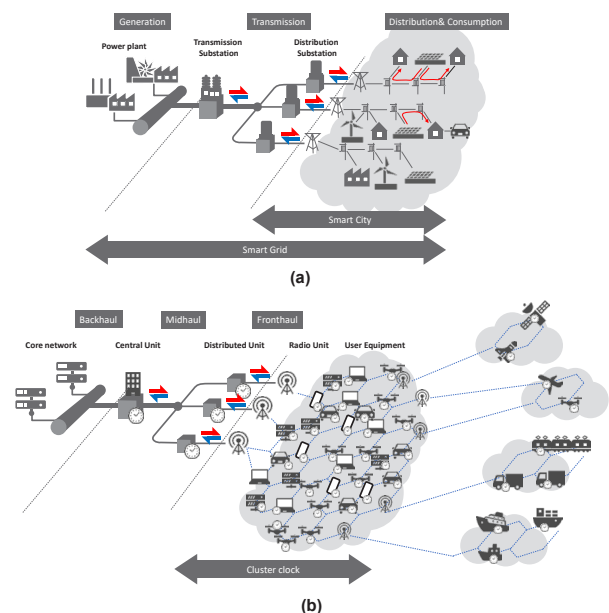 Generation
Transmission
Distribution& Consumption
Power plant
Transmission
Substation
Distribution
Substation
Smart City
Smart Grid
(a)
Backhaul
Midhaul
Fronthaul
Core network
Central Unit
Distributed Unit
Radio Unit
User Equipment
Cluster clock
(b)